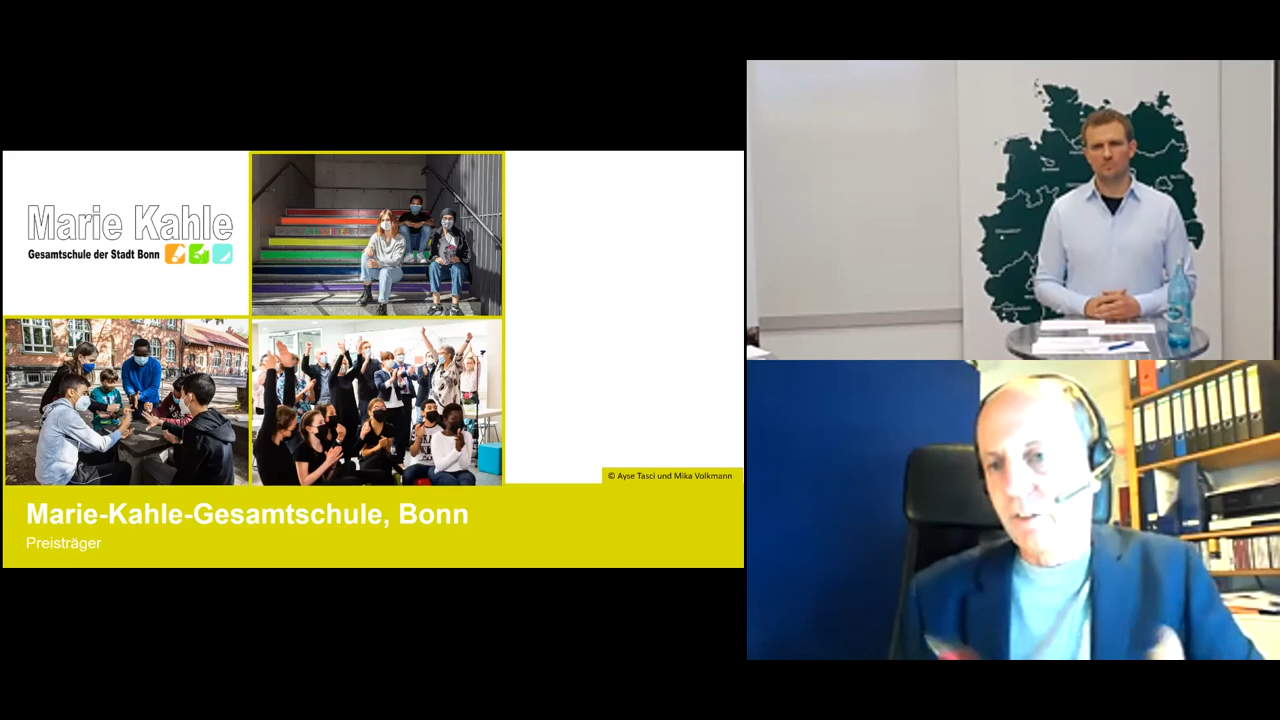 Marie Kahle
Gesamtschule der Stadt Bonn
© Ayse Tasci und Mika Volkmann
Marie-Kahle-Gesamtschule, Bonn
Preisträger